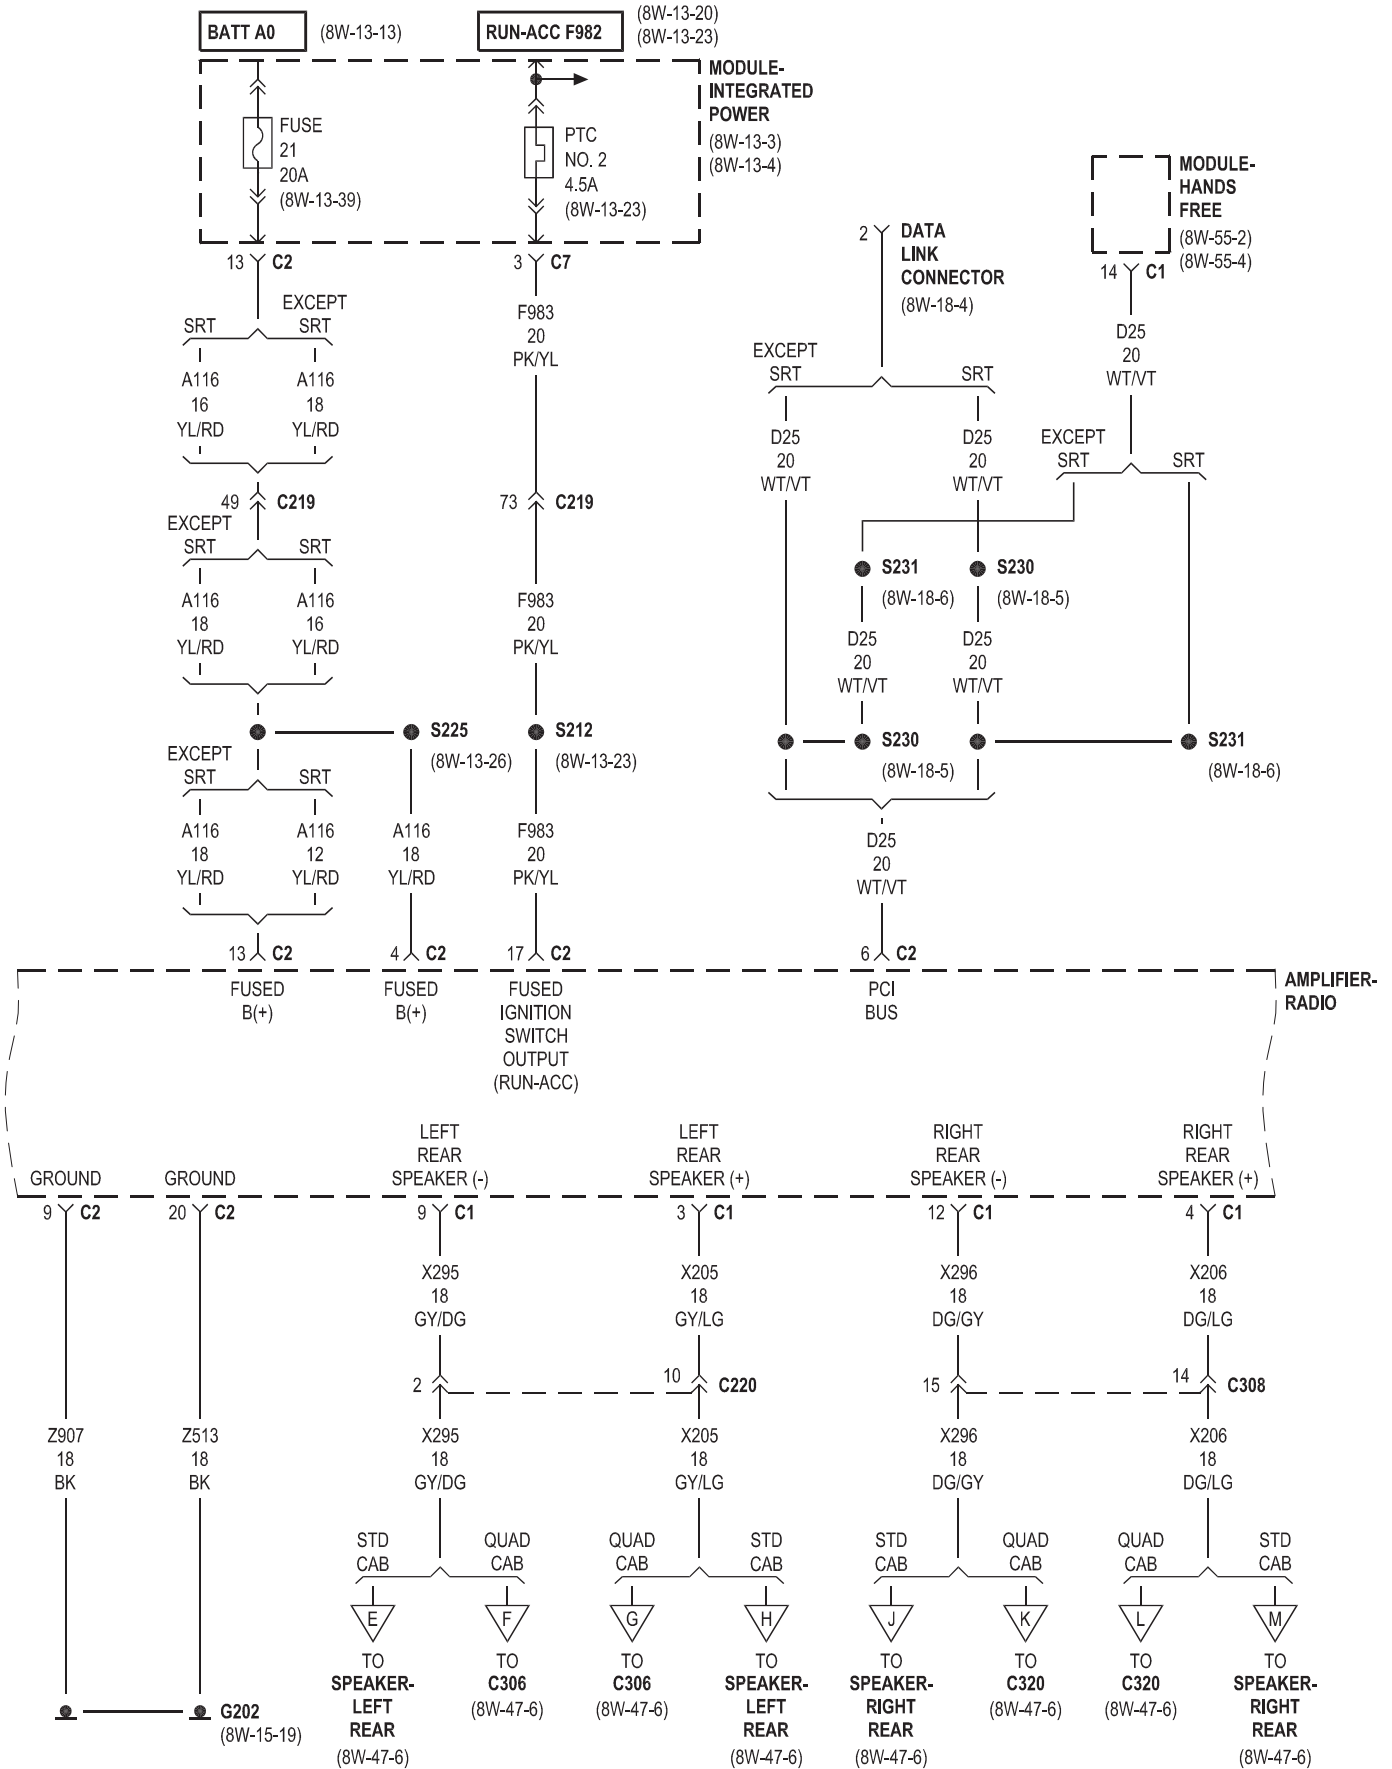 BATT A0
(8W-13-13)
RUN-ACC F982
(8W-13-20)
(8W-13-23)
MODULE-
INTEGRATED
POWER
(8W-13-3)
(8W-13-4)
FUSE
21
20A
(8W-13-39)
PTC
NO. 2
4.5A
(8W-13-23)
MODULE-
HANDS
FREE
(8W-55-2)
(8W-55-4)
2
DATA
LINK
CONNECTOR
(8W-18-4)
13 C2
3 C7
14 C1
SRT
EXCEPT
SRT
F983
20
PK/YL
D25
20
WT/VT
EXCEPT
SRT
SRT
A116
16
YL/RD
A116
18
YL/RD
D25
20
WT/VT
D25
20
WT/VT
EXCEPT
SRT
SRT
49 C219
73 C219
EXCEPT
SRT
SRT
S231
(8W-18-6)
S230
(8W-18-5)
A116
18
YL/RD
A116
16
YL/RD
F983
20
PK/YL
D25
20
WT/VT
D25
20
WT/VT
S225
(8W-13-26)
S212
(8W-13-23)
S230
(8W-18-5)
S231
(8W-18-6)
EXCEPT
SRT
SRT
A116
18
YL/RD
A116
12
YL/RD
A116
18
YL/RD
F983
20
PK/YL
D25
20
WT/VT
13 C2
4 C2
17 C2
6 C2
AMPLIFIER-
RADIO
FUSED
B(+)
FUSED
B(+)
FUSED
IGNITION
SWITCH
OUTPUT
(RUN-ACC)
PCI
BUS
GROUND
GROUND
LEFT
REAR
SPEAKER (-)
LEFT
REAR
SPEAKER (+)
RIGHT
REAR
SPEAKER (-)
RIGHT
REAR
SPEAKER (+)
9 C2
20 C2
9 C1
3 C1
12 C1
4 C1
X295
18
GY/DG
X205
18
GY/LG
X296
18
DG/GY
X206
18
DG/LG
2
10 C220
15
14 C308
Z907
18
BK
Z513
18
BK
X295
18
GY/DG
X205
18
GY/LG
X296
18
DG/GY
X206
18
DG/LG
STD
CAB
QUAD
CAB
QUAD
CAB
STD
CAB
STD
CAB
QUAD
CAB
QUAD
CAB
STD
CAB
E
F
G
H
J
K
L
M
G202
(8W-15-19)
TO
SPEAKER-
LEFT
REAR
(8W-47-6)
TO
C306
(8W-47-6)
TO
C306
(8W-47-6)
TO
SPEAKER-
LEFT
REAR
(8W-47-6)
TO
SPEAKER-
RIGHT
REAR
(8W-47-6)
TO
C320
(8W-47-6)
TO
C320
(8W-47-6)
TO
SPEAKER-
RIGHT
REAR
(8W-47-6)